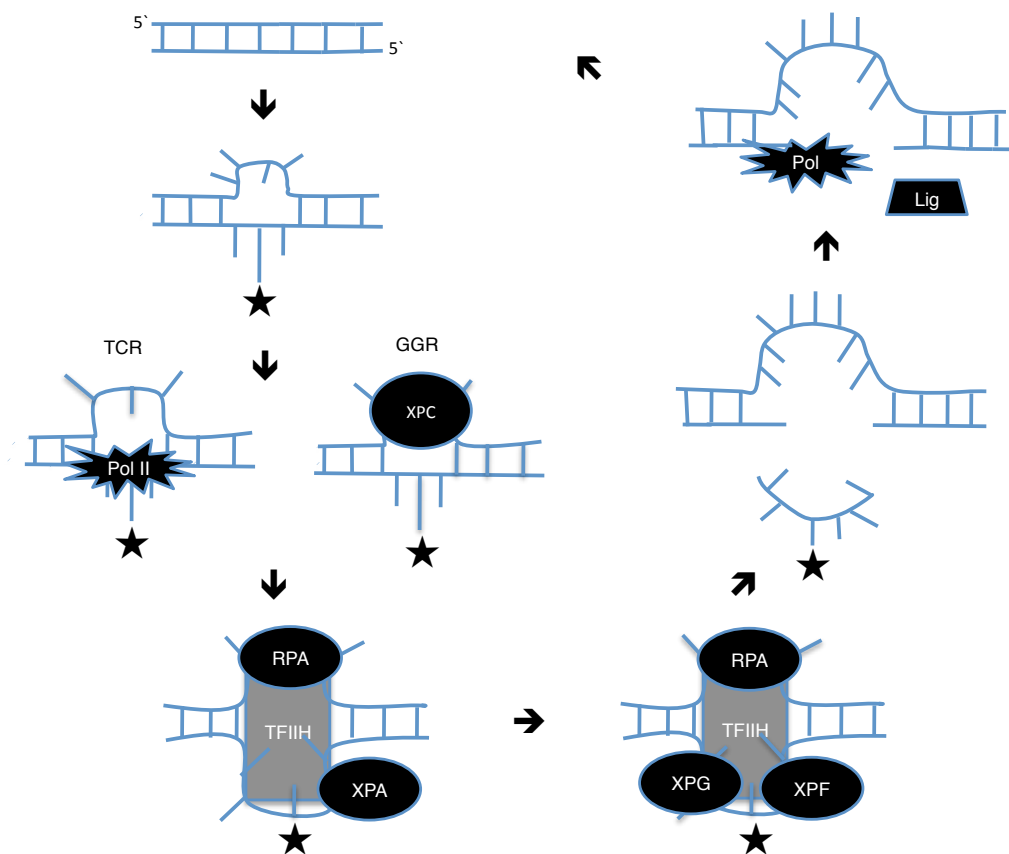 5`
5`
TCR
GGR
XPC
Pol II
RPA
TFIIH
XPA
RPA
TFIIH
XPG
XPF
Pol
Lig